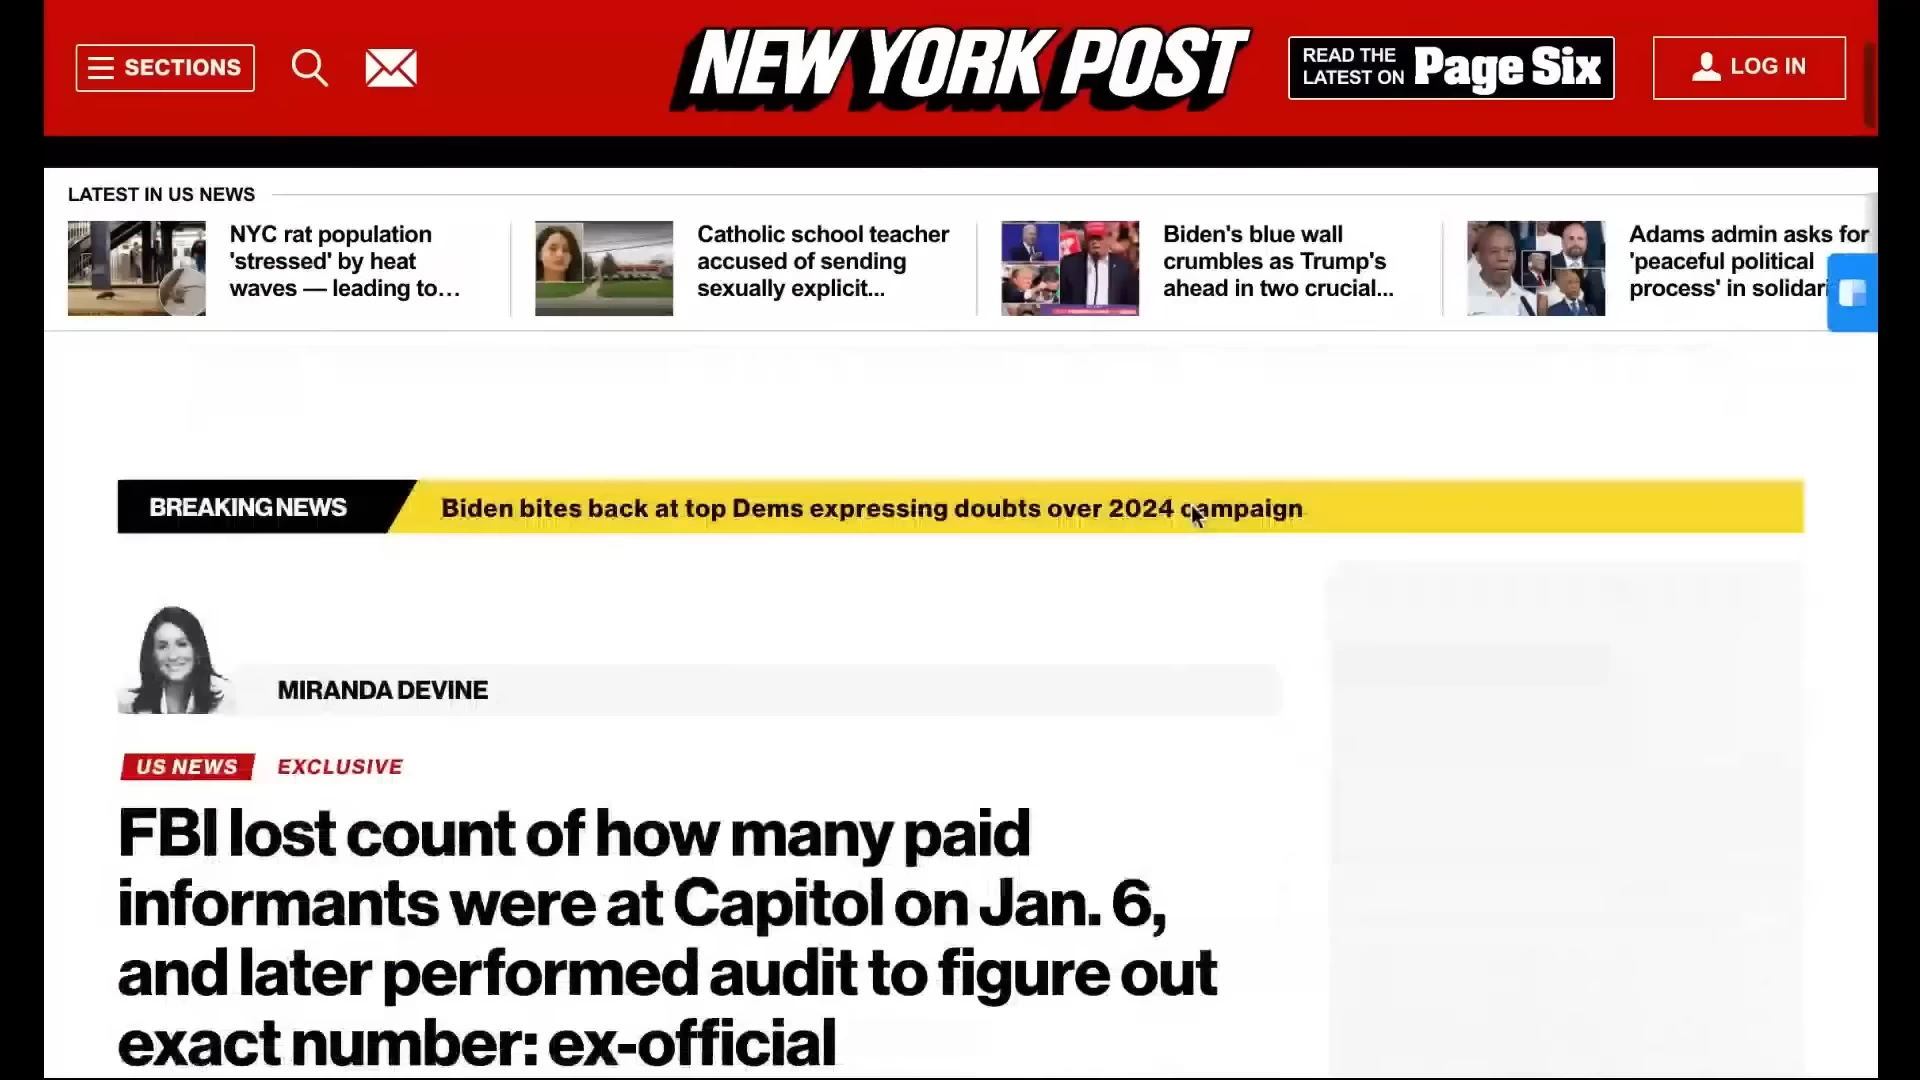 SECTIONS
NEW YORK POST
READ THE
LATEST ON
Page Six
LOG IN
LATEST IN US NEWS
NYC rat population
'stressed' by heat
waves — leading to…
Catholic school teacher
accused of sending
sexually explicit...
Biden's blue wall
crumbles as Trump's
ahead in two crucial...
Adams admin asks for
'peaceful political
process' in solidari
BREAKING NEWS
Biden bites back at top Dems expressing doubts over 2024 campaign
MIRANDA DEVINE
US NEWS
EXCLUSIVE
FBI lost count of how many paid
informants were at Capitol on Jan. 6,
and later performed audit to figure out
exact number: ex-official